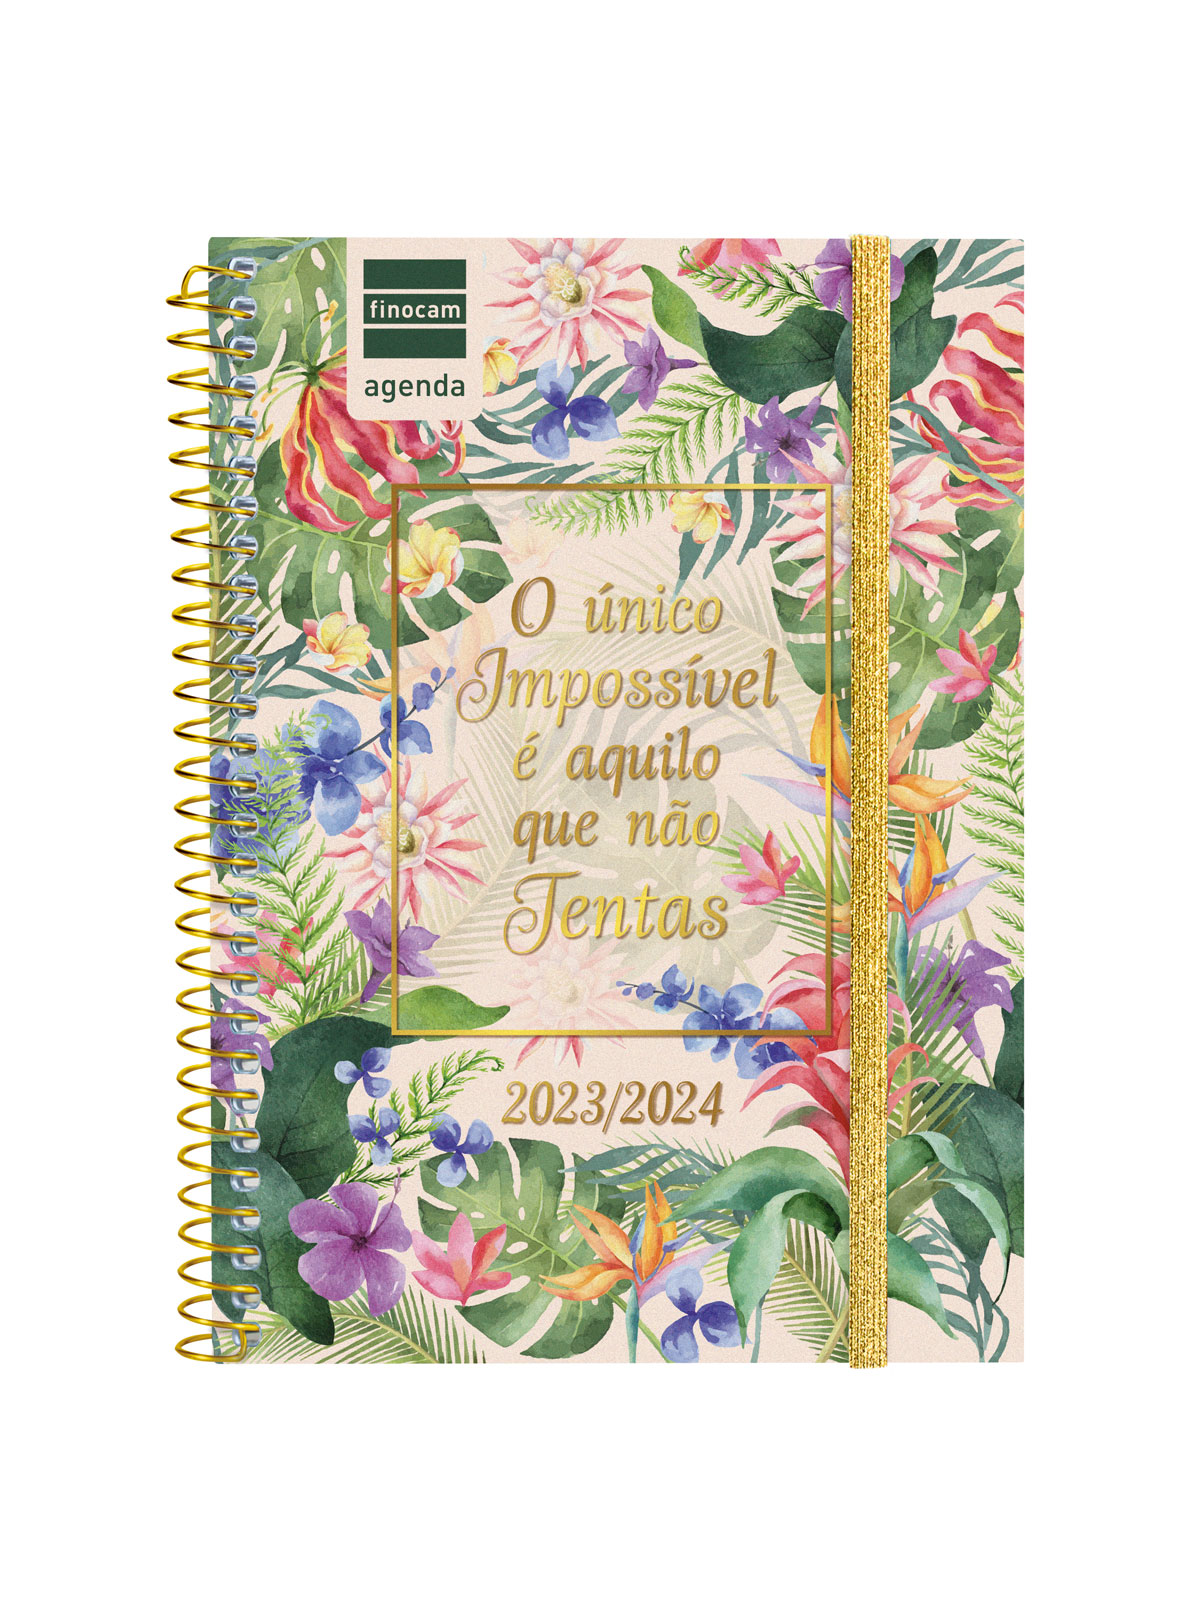 finocam
agenda
O único
Impossível
é aquilo
que não
Tentas
2023/2024